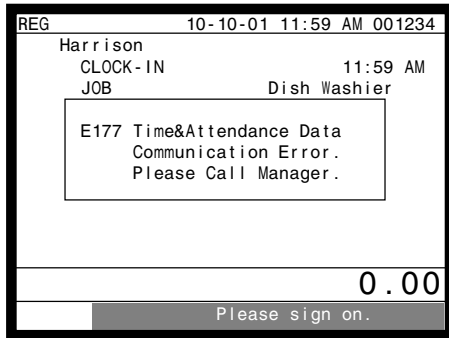 REG 10-10-01 11:59 AM 001234
Harrison
CLOCK-IN 11:59 AM
JOB Dish Washier
E177 Time&Attendance Data
Communication Error.
Please Call Manager.
0.00
Please sign on.